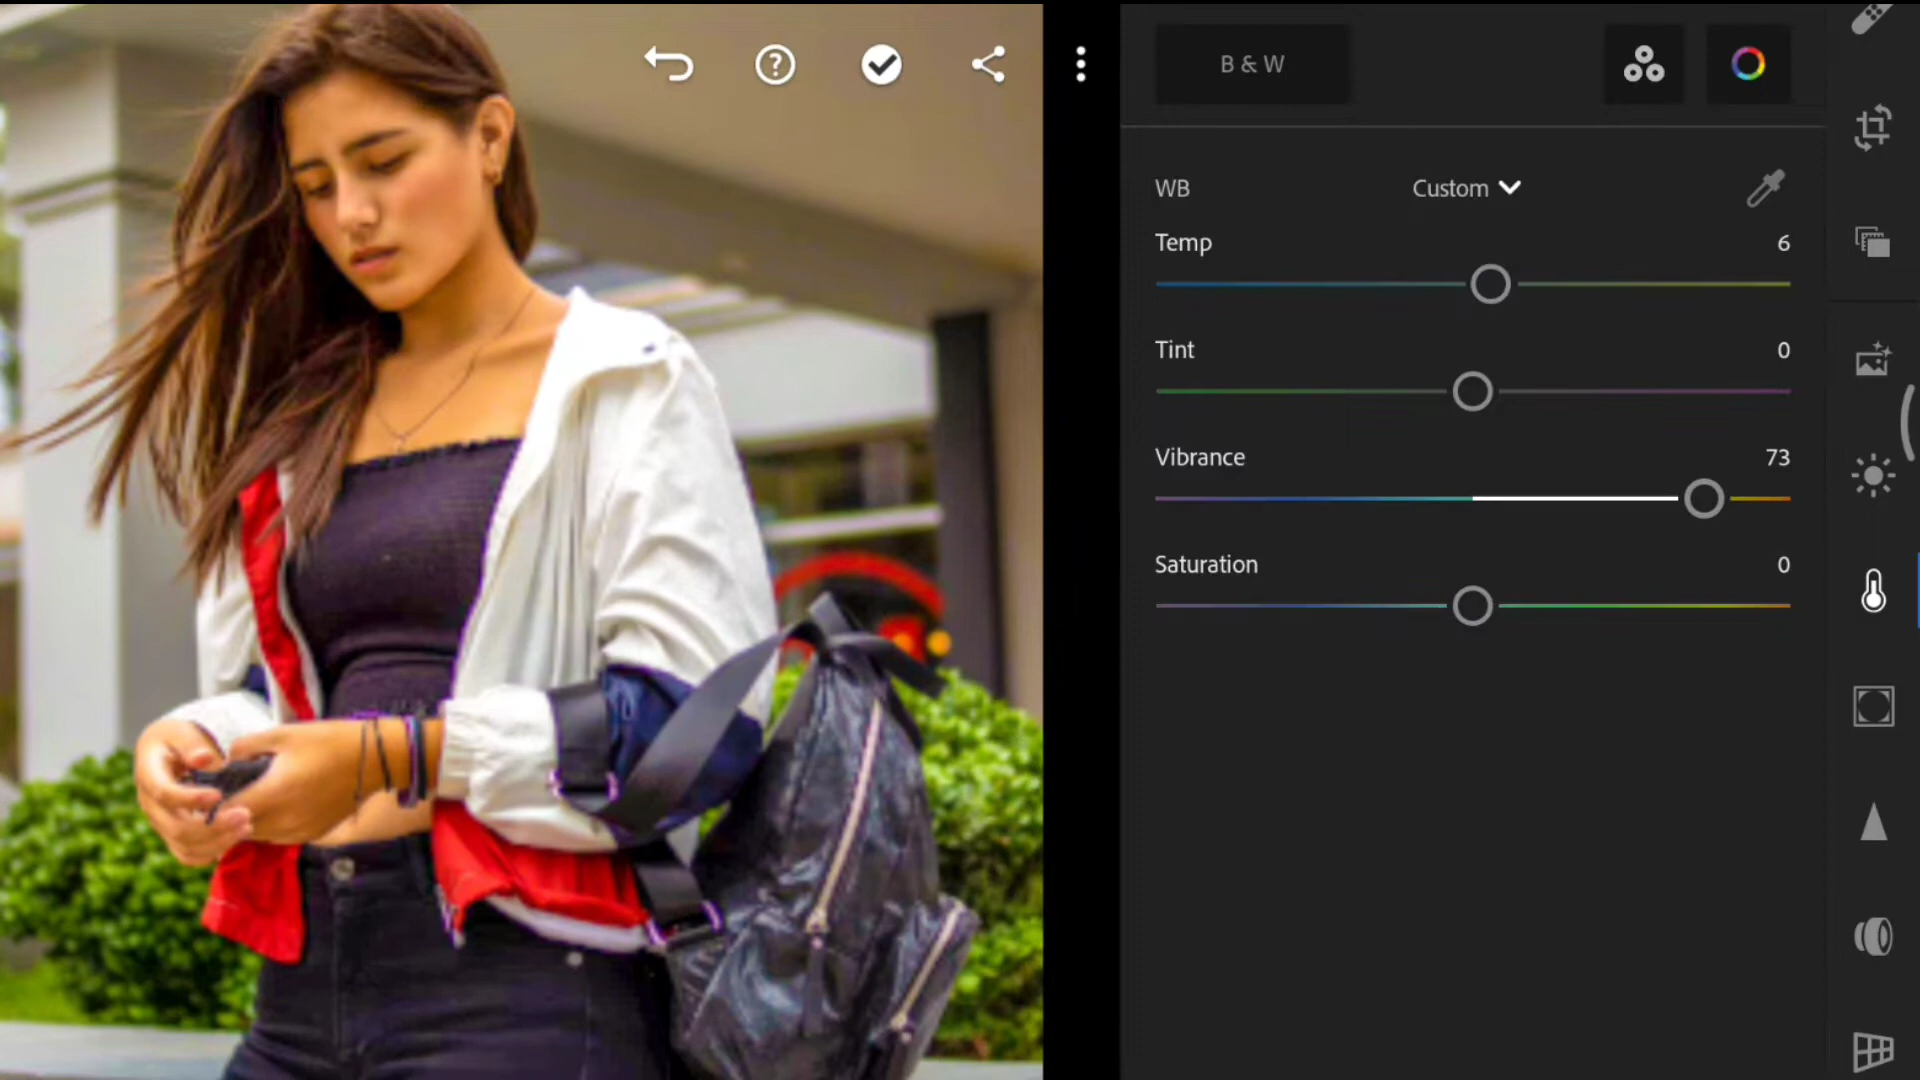 B & W
WB Custom
Temp 6
Tint 0
Vibrance 73
Saturation 0